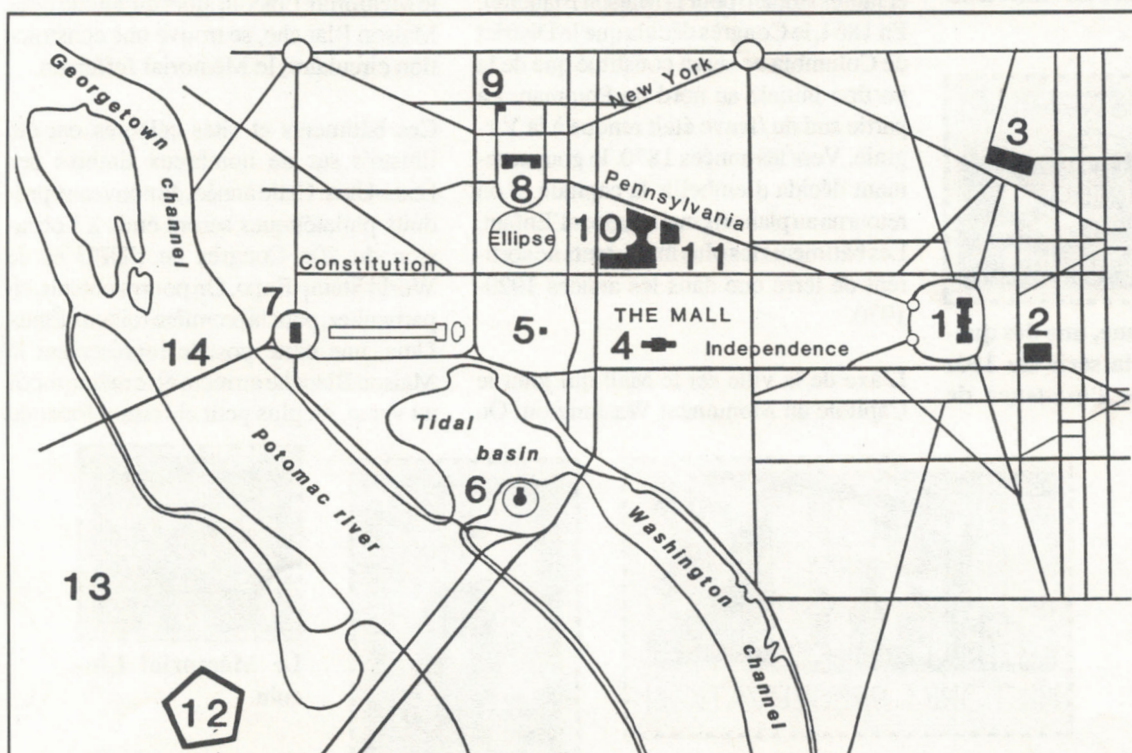 Georgetown
channel
9
New York
3
8
Pennsylvania
Ellipse
10
11
Constitution
7
5
THE MALL
1
2
14
4
Independence
Tidal
basin
Potomac river
6
Washington
channel
13
12